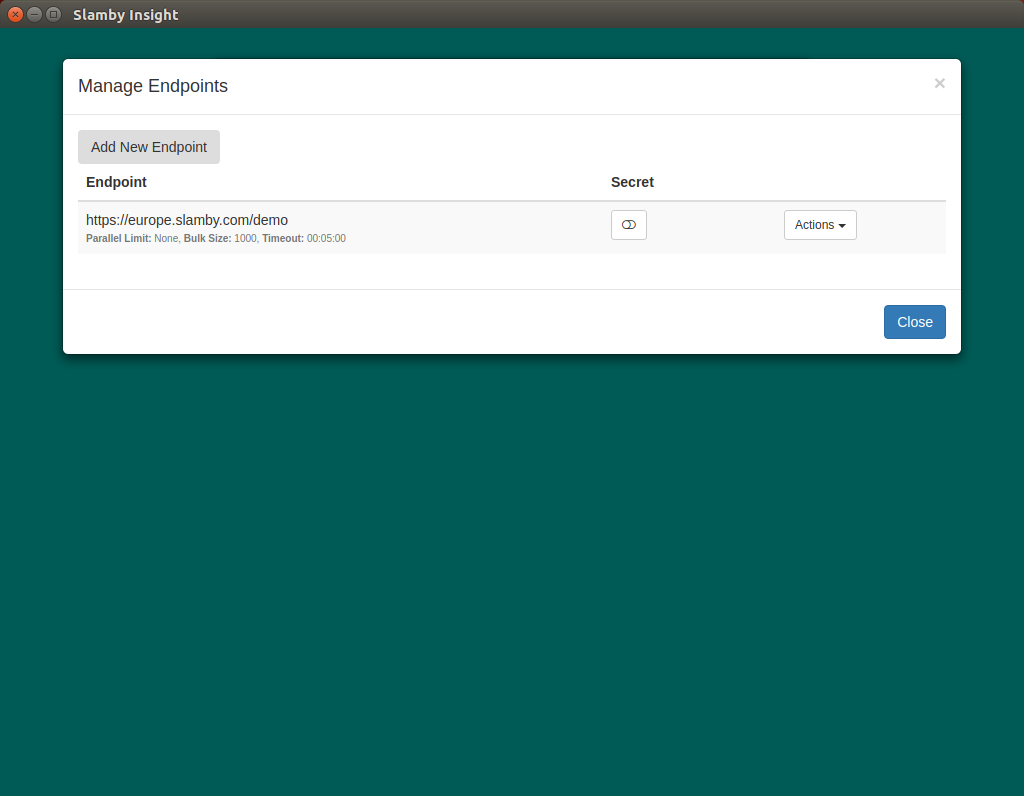 Slamby Insight
Manage Endpoints
×
Add New Endpoint
Endpoint Secret
https://europe.slamby.com/demo
Actions
Parallel Limit: None, Bulk Size: 1000, Timeout: 00:05:00
Close